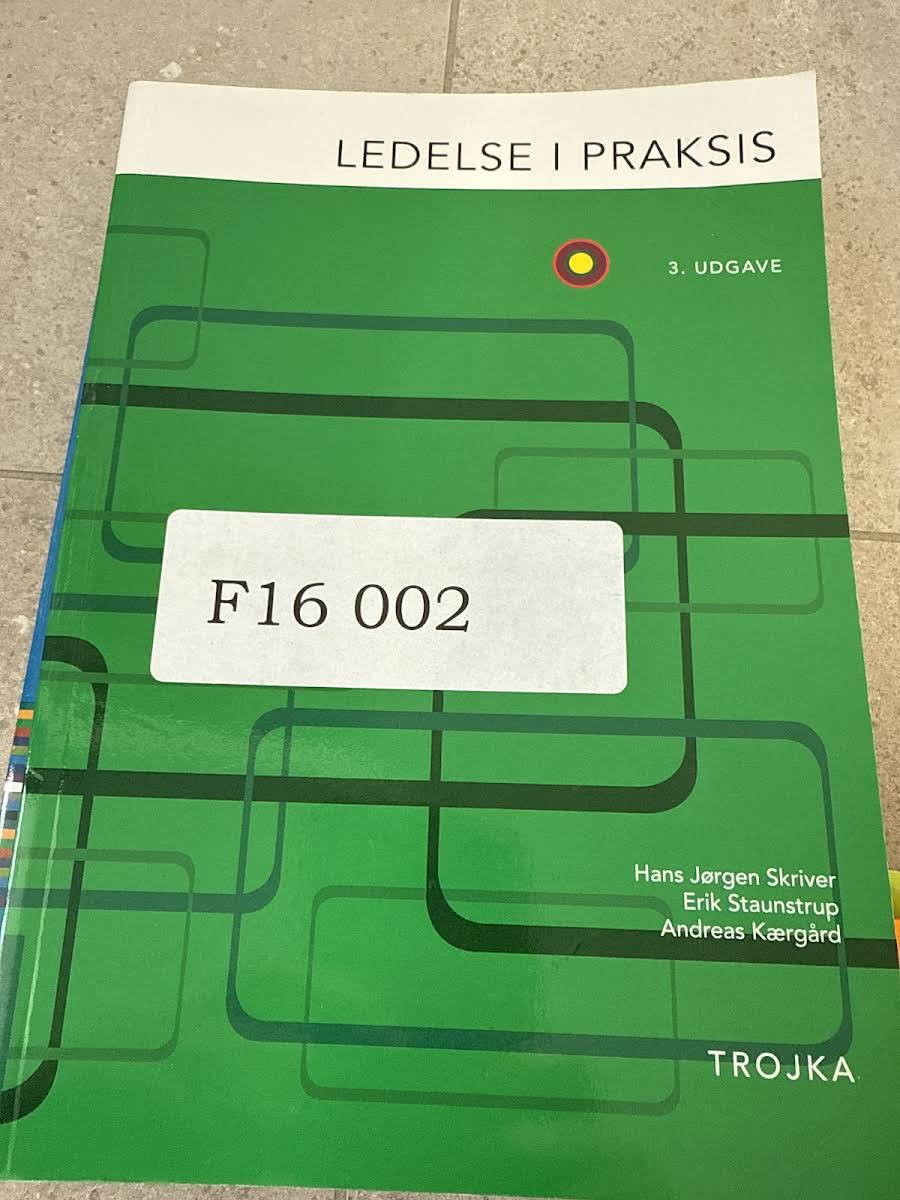 LEDELSE I PRAKSIS
3. UDGAVE
F16 002
Hans Jørgen Skriver
Erik Staunstrup
Andreas Kærgård
TROJKA